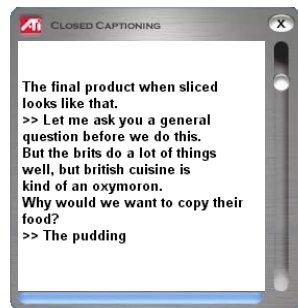 ATi CLOSED CAPTIONING X
The final product when sliced
looks like that.
>> Let me ask you a general
question before we do this.
But the brits do a lot of things
well, but british cuisine is
kind of an oxymoron.
Why would we want to copy their
food?
>> The pudding